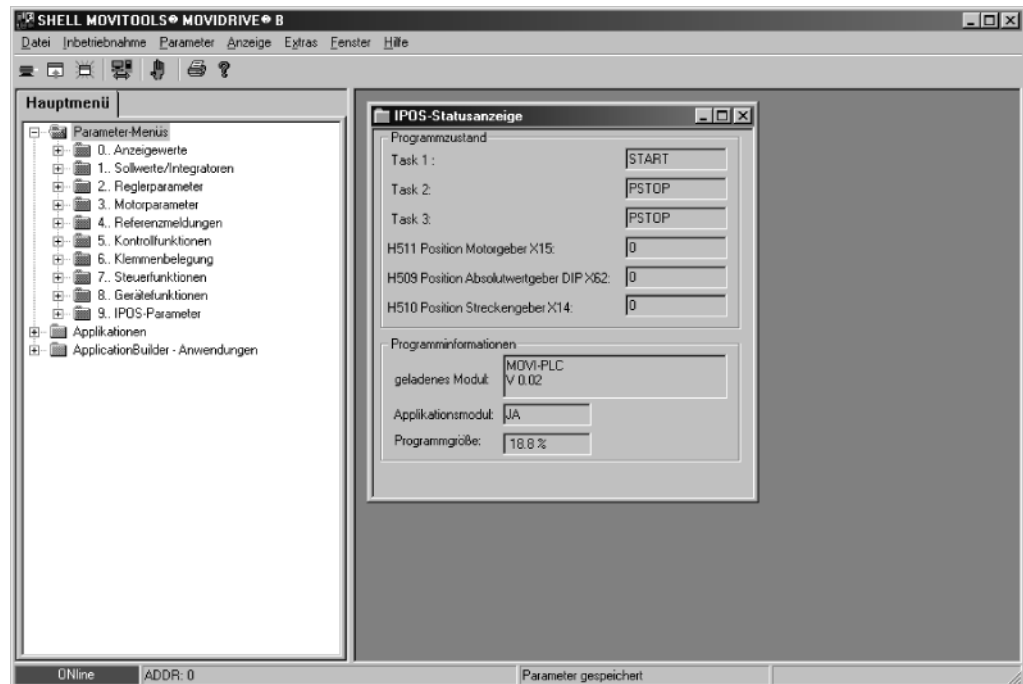 SHELL MOVITOOLS® MOVIDRIVE® B
Datei Inbetriebnahme Parameter Anzeige Extras Fenster Hilfe
Hauptmenü
Parameter-Menüs
0.. Anzeigewerte
1.. Sollwerte/Integratoren
2.. Reglerparameter
3.. Motorparameter
4.. Referenzmeldungen
5.. Kontrollfunktionen
6.. Klemmenbelegung
7.. Steuerfunktionen
8.. Gerätefunktionen
9.. IPOS-Parameter
Applikationen
ApplicationBuilder - Anwendungen
IPOS-Statusanzeige
Programmzustand
Task 1 : START
Task 2: PSTOP
Task 3: PSTOP
H511 Position Motorgeber X15: 0
H509 Position Absolutwertgeber DIP X62: 0
H510 Position Streckengeber X14: 0
Programminformationen
geladenes Modul: MOVI-PLC
V 0.02
Applikationsmodul: JA
Programmgröße: 18.8 %
ONline ADDR: 0 Parameter gespeichert